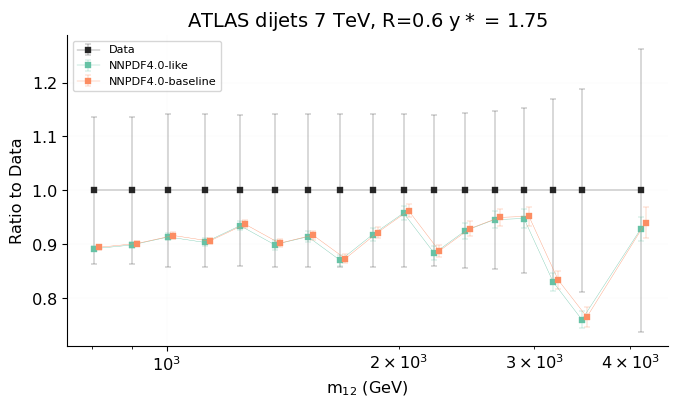 ATLAS dijets 7 TeV, R=0.6 y * = 1.75
Data
NNPDF4.0-like
NNPDF4.0-baseline
Ratio to Data
1.2
1.1
1.0
0.9
0.8
10³ 2 × 10³ 3 × 10³ 4 × 10³
m₁₂ (GeV)